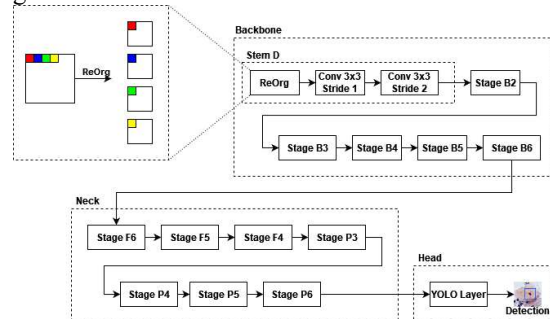 ReOrg
Backbone
Stem D
ReOrg
Conv 3x3
Stride 1
Conv 3x3
Stride 2
Stage B2
Stage B3
Stage B4
Stage B5
Stage B6
Neck
Stage F6
Stage F5
Stage F4
Stage P3
Stage P4
Stage P5
Stage P6
Head
YOLO Layer
Detection